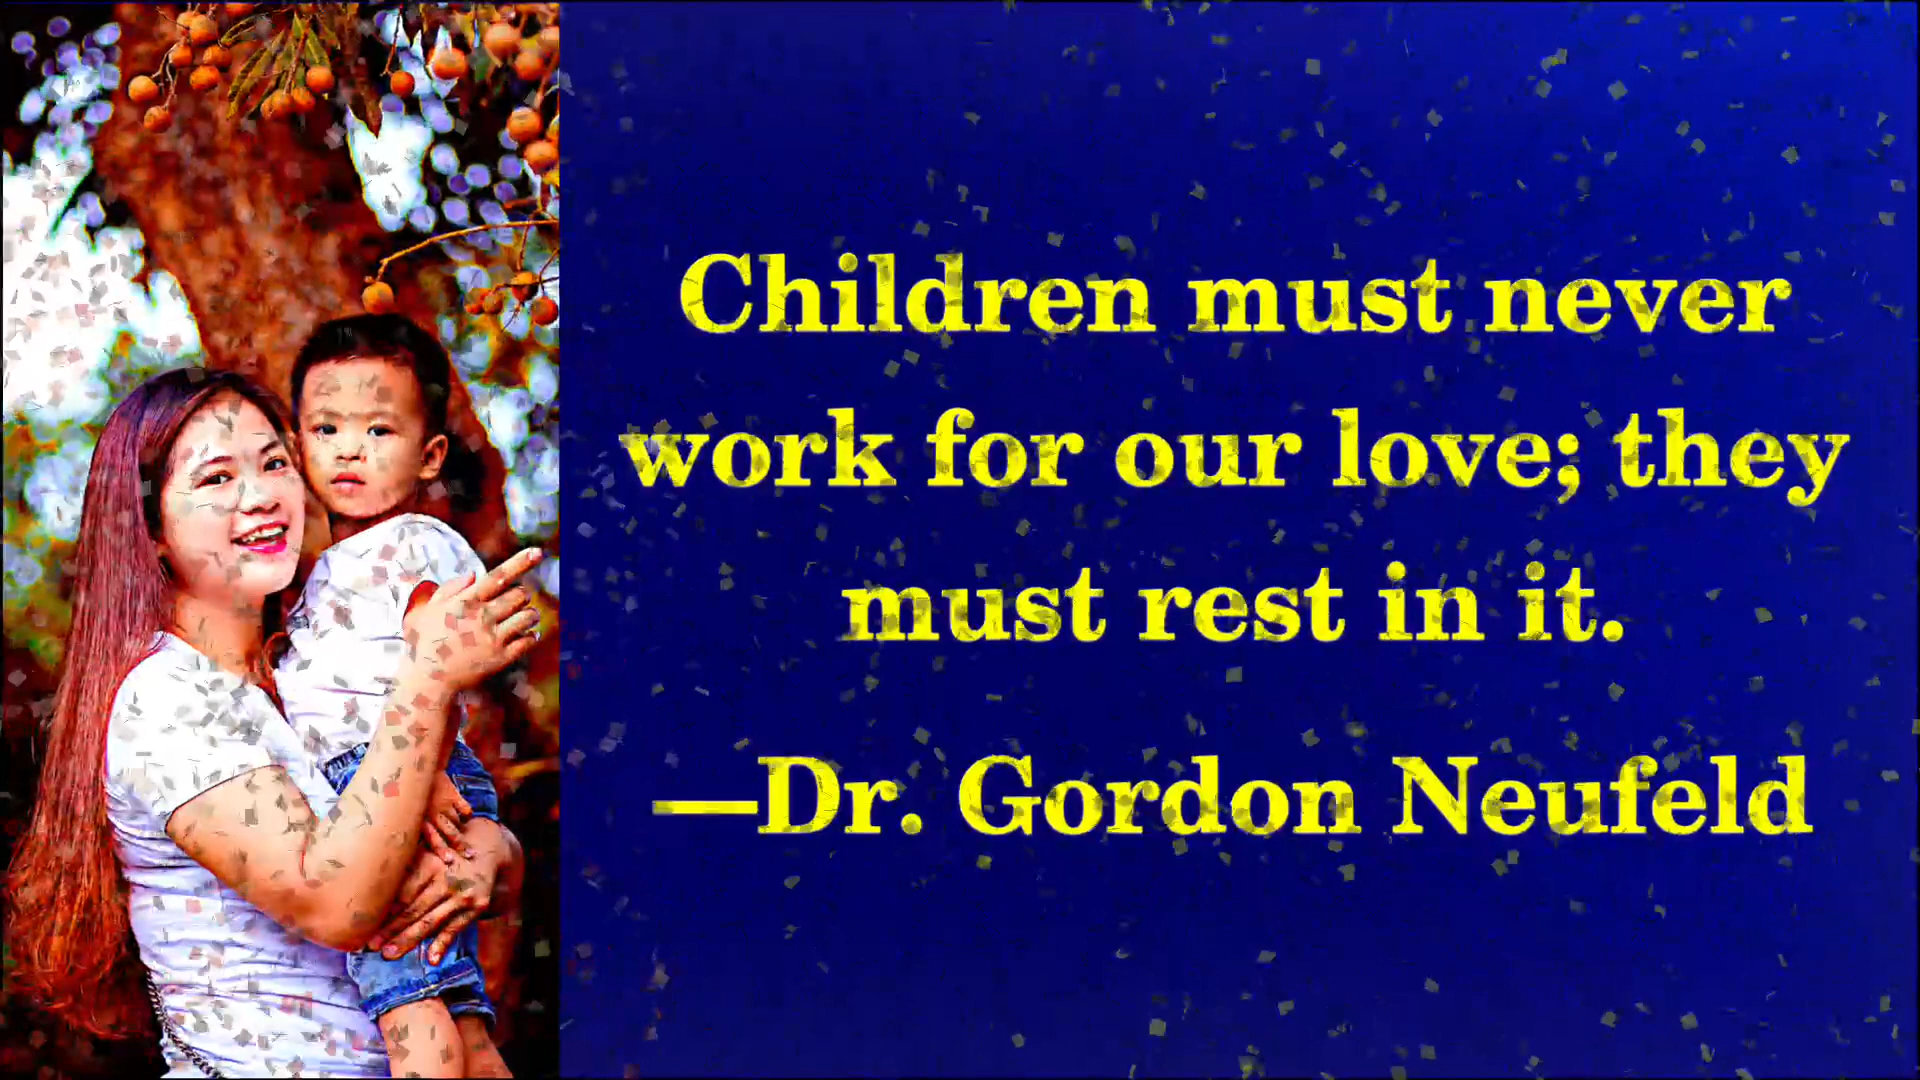 Children must never
work for our love; they
must rest in it.
—Dr. Gordon Neufeld